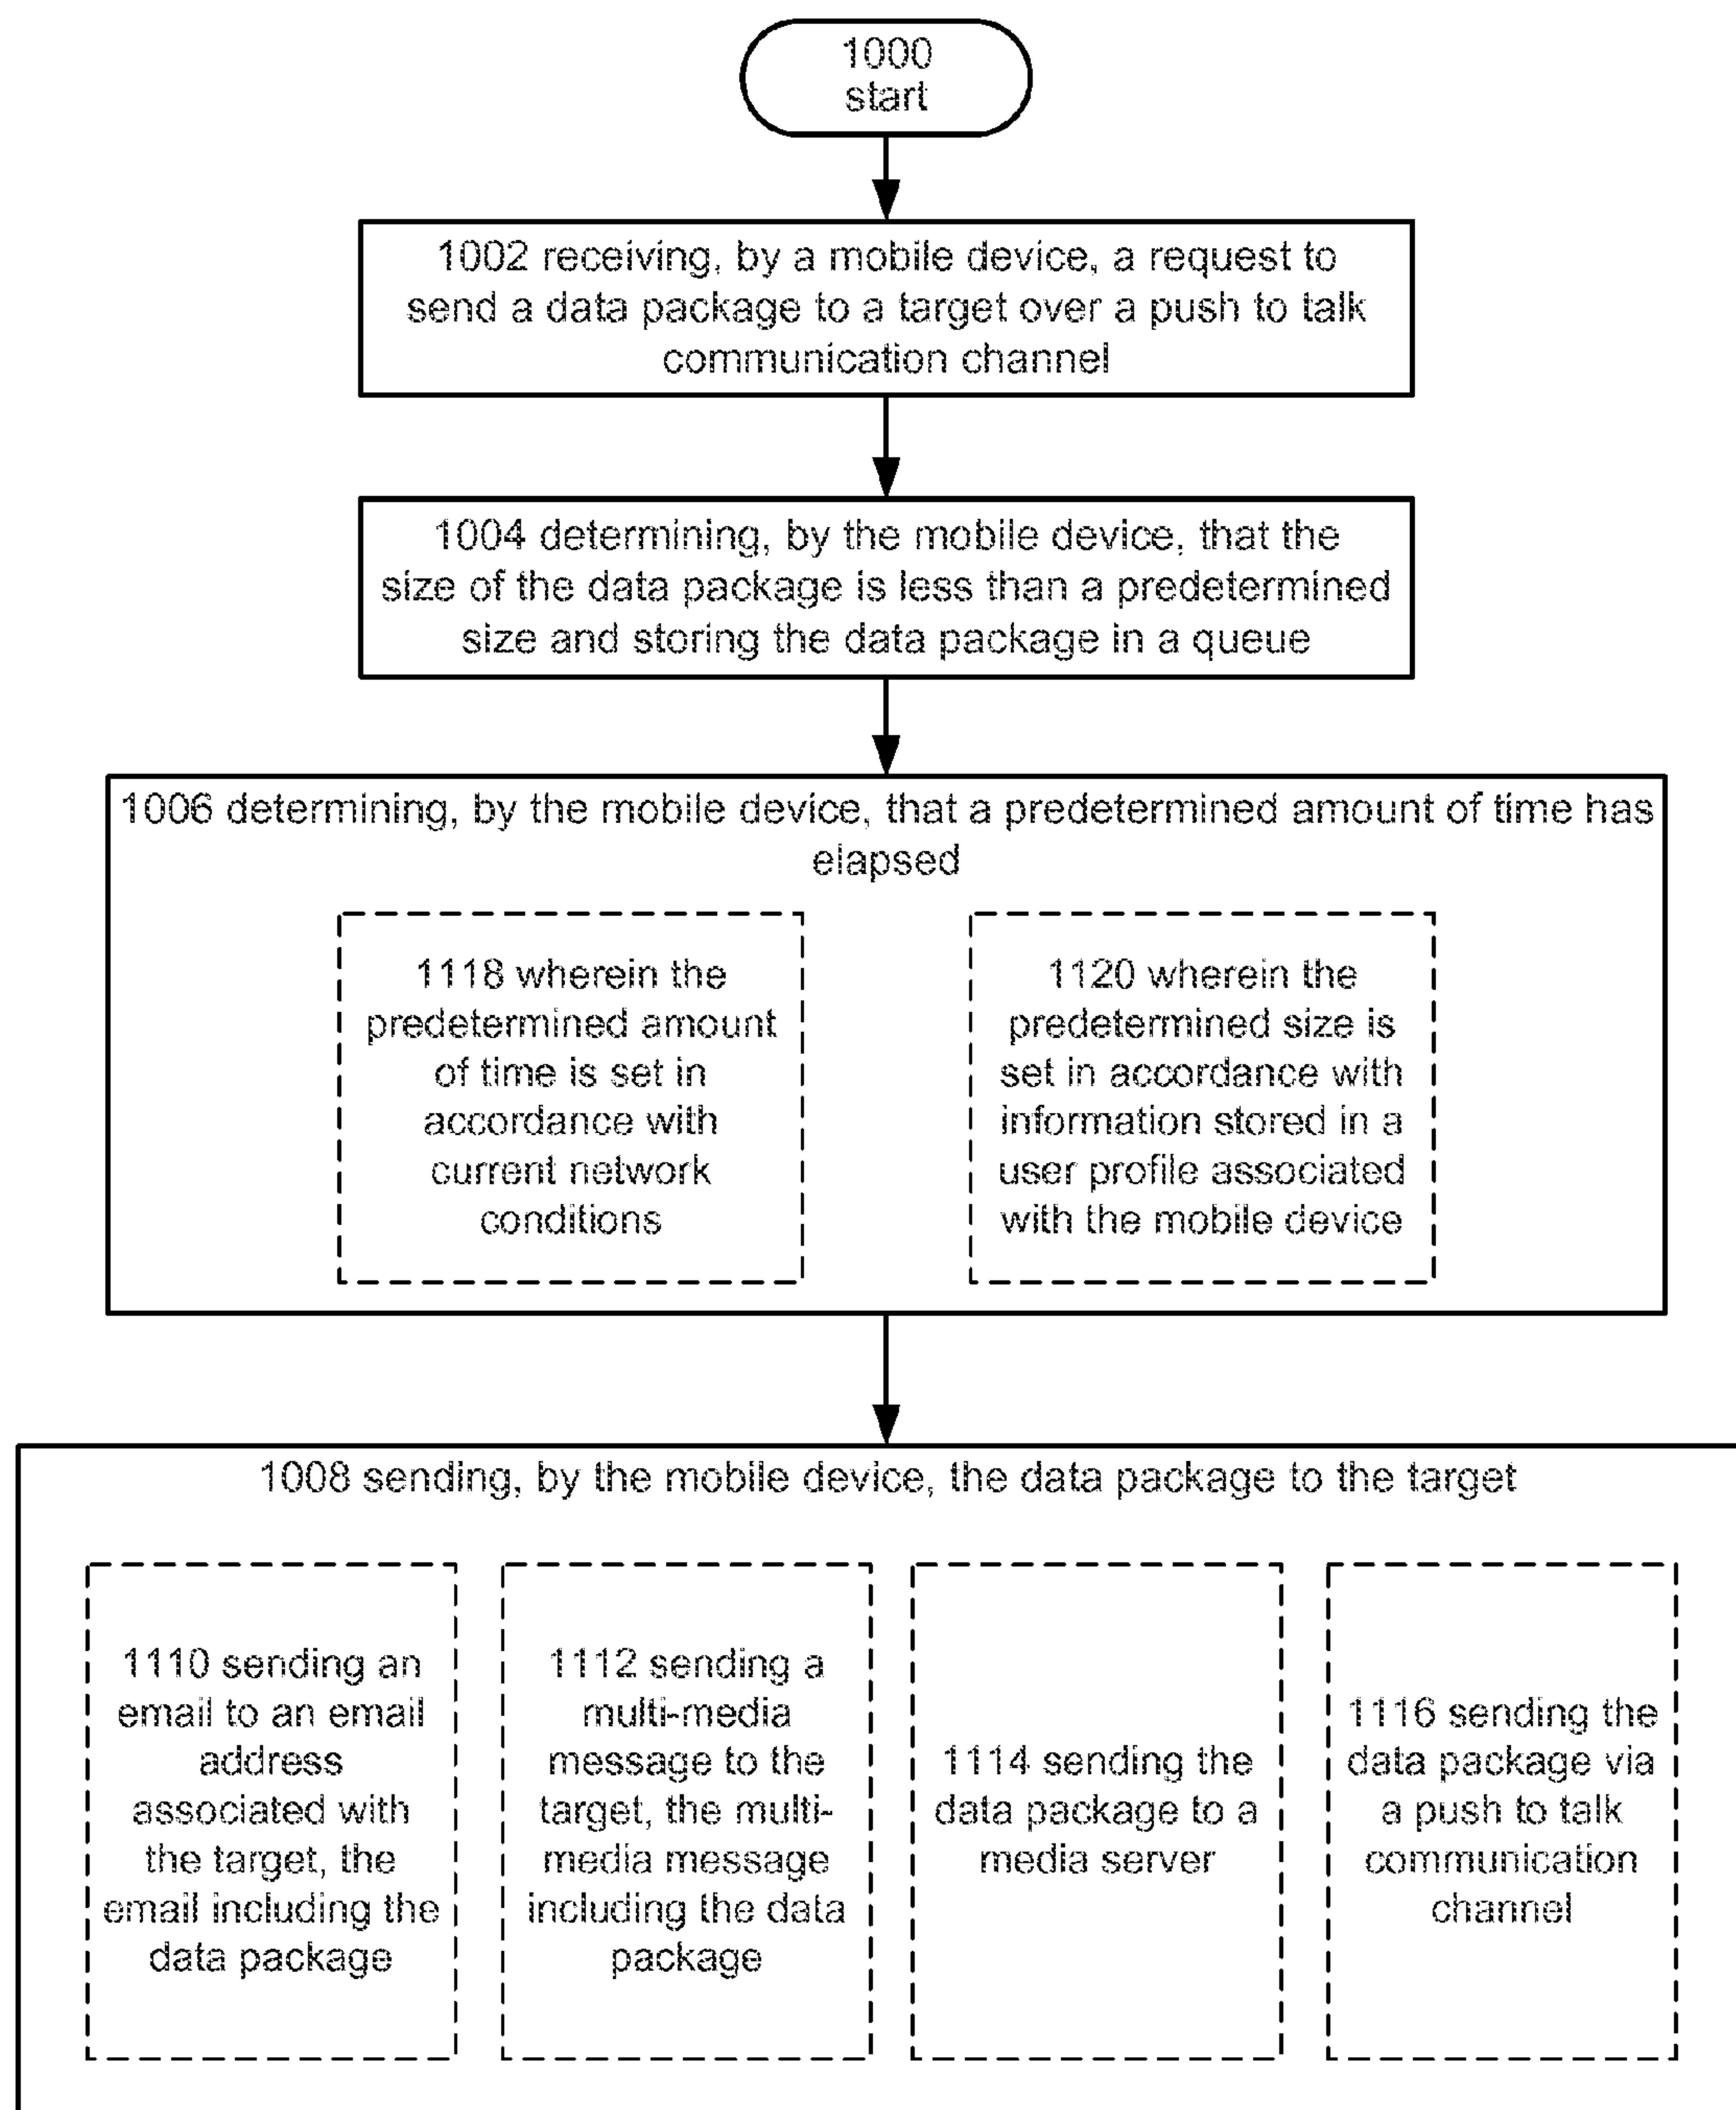 1000
start
1002 receiving, by a mobile device, a request to
send a data package to a target over a push to talk
communication channel
1004 determining, by the mobile device, that the
size of the data package is less than a predetermined
size and storing the data package in a queue
1006 determining, by the mobile device, that a predetermined amount of time has
elapsed
1118 wherein the
predetermined amount
of time is set in
accordance with
current network
conditions
1120 wherein the
predetermined size is
set in accordance with
information stored in a
user profile associated
with the mobile device
1008 sending, by the mobile device, the data package to the target
1110 sending an
email to an email
address
associated with
the target, the
email including the
data package
1112 sending a
multi-media
message to the
target, the multi-
media message
including the data
package
1114 sending the
data package to a
media server
1116 sending the
data package via
a push to talk
communication
channel